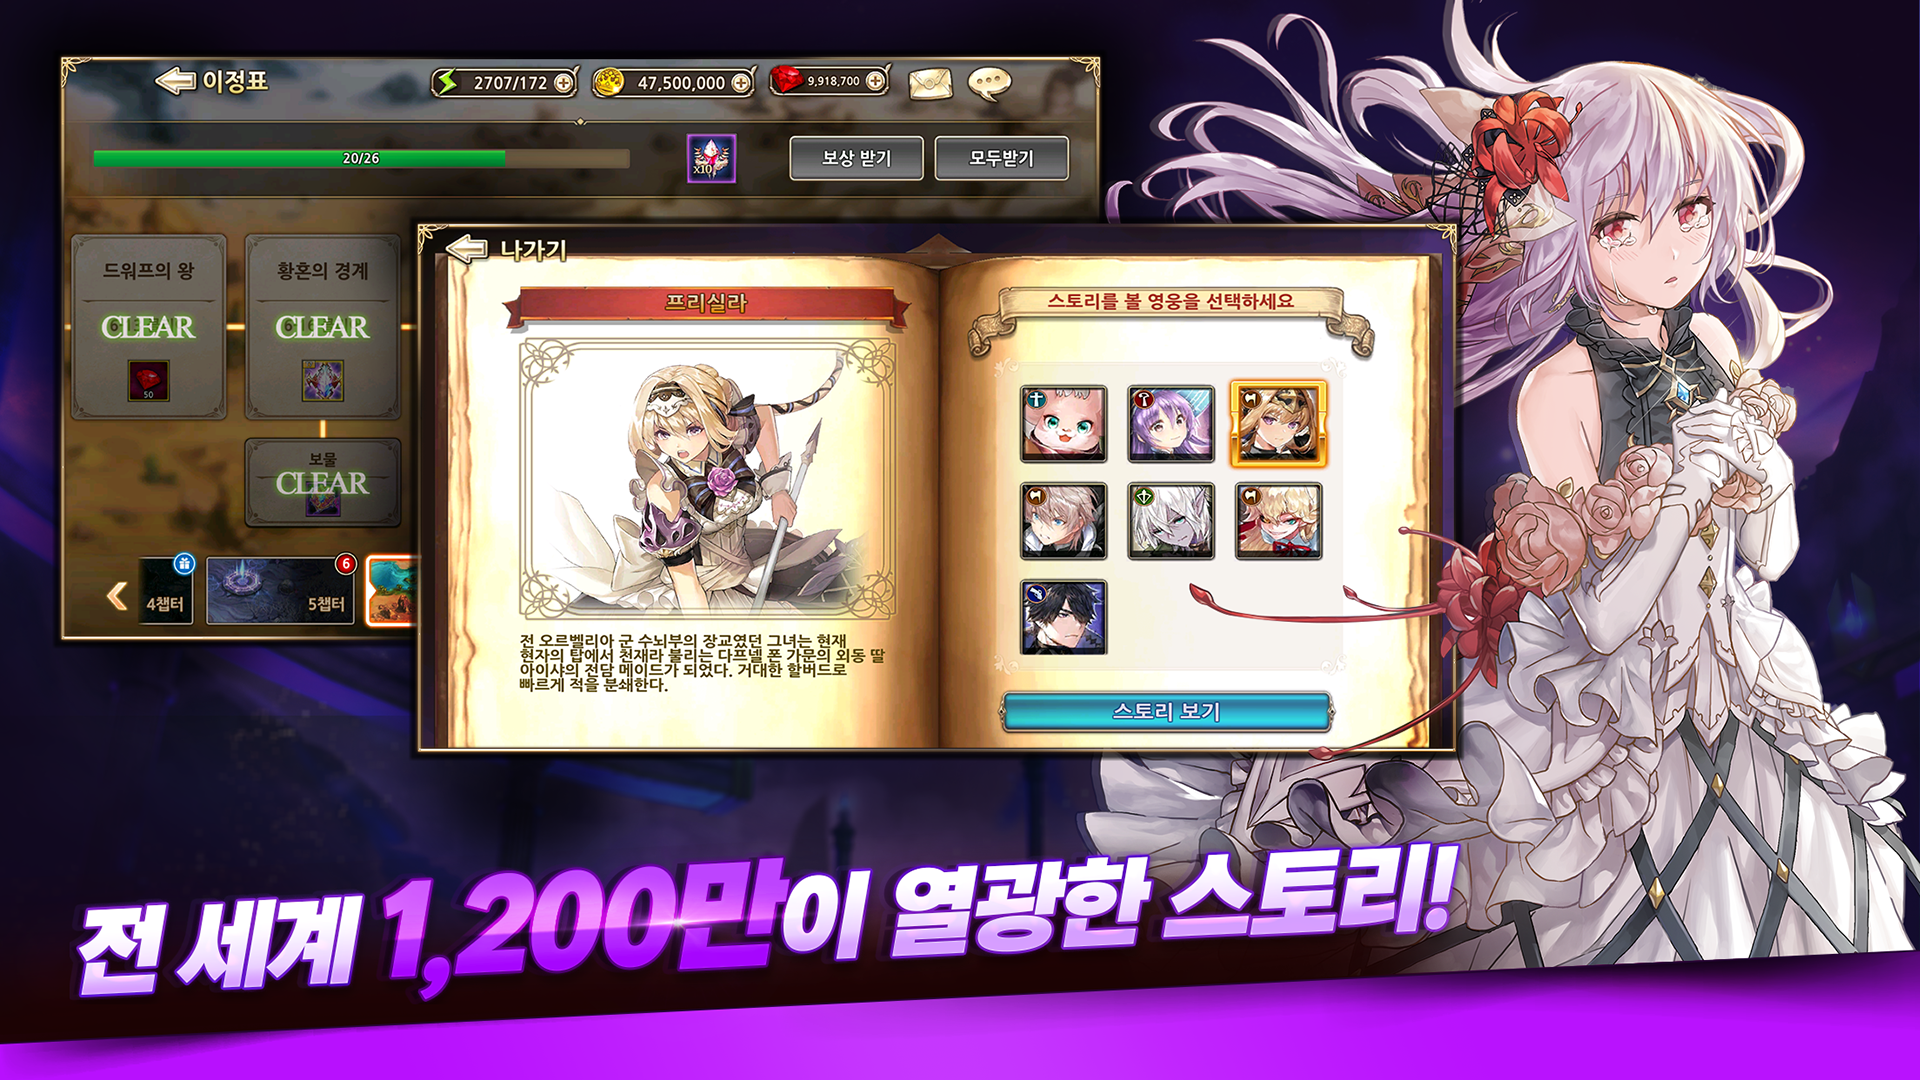 이정표
2707/172
47,500,000
9,918,700
20/26
x10
보상 받기
모두받기
드워프의 왕
CLEAR
50
황혼의 경계
CLEAR
보물
CLEAR
4챕터
5챕터
6
나가기
프리실라
전 오르벨리아 군 수뇌부의 장교였던 그녀는 현재
현자의 탑에서 천재라 불리는 다프넬 폰 가문의 외동 딸
아이샤의 전담 메이드가 되었다. 거대한 할버드로
빠르게 적을 분쇄한다.
스토리를 볼 영웅을 선택하세요
스토리 보기
전 세계 1,200만이 열광한 스토리!